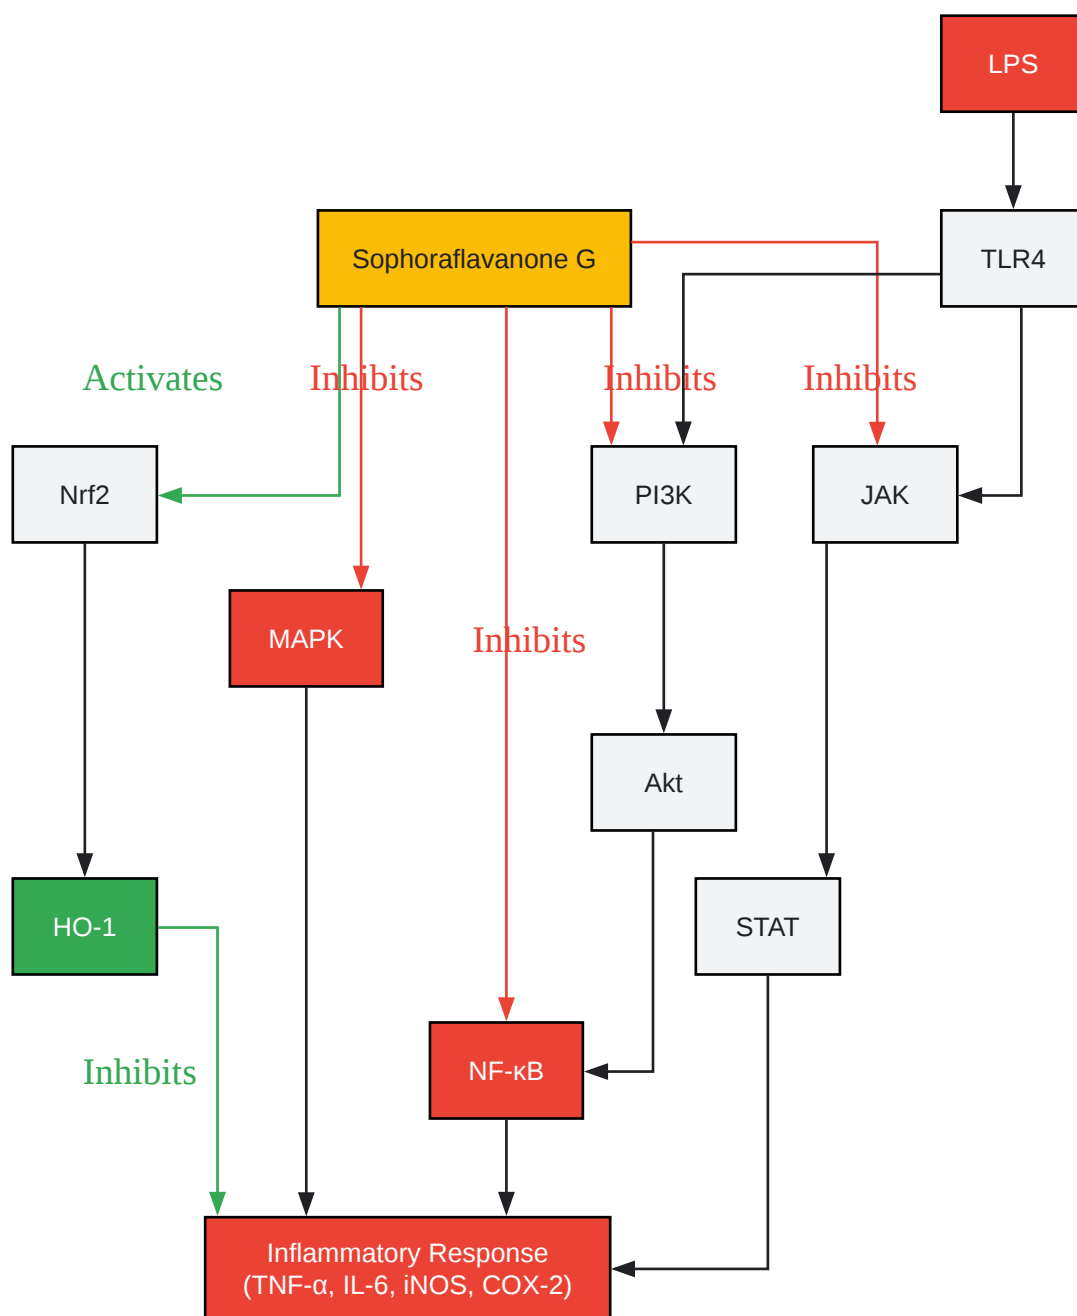 LPS
Sophoraflavanone G
TLR4
Activates
Inhibits
Inhibits
Inhibits
Nrf2
PI3K
JAK
MAPK
Inhibits
Akt
HO-1
STAT
Inhibits
NF-κB
Inflammatory Response
(TNF-α, IL-6, iNOS, COX-2)